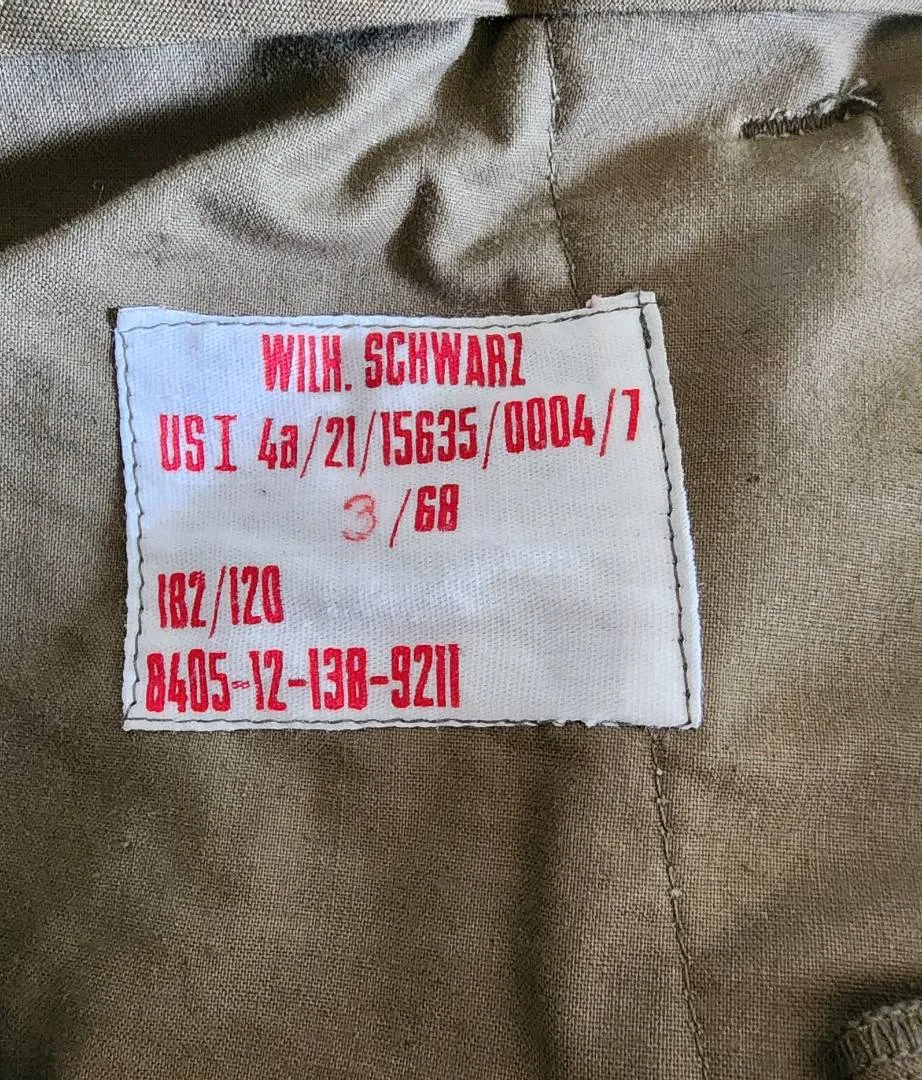 WILH. SCHWARZ
US I 4a/21/15635/0004/7
3/68
182/120
8405-12-138-9211